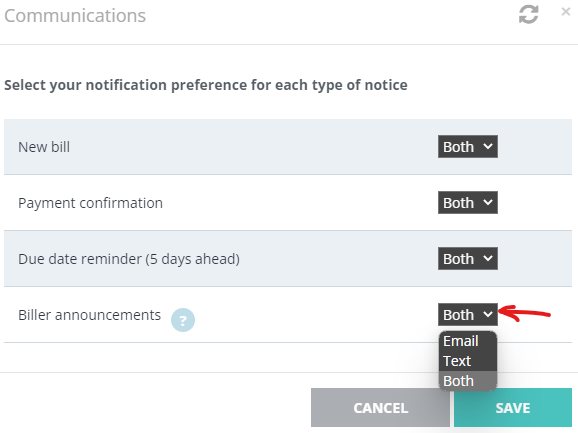 Communications
Select your notification preference for each type of notice
New bill Both
Payment confirmation Both
Due date reminder (5 days ahead) Both
Biller announcements ? Both
Email
Text
Both
CANCEL SAVE